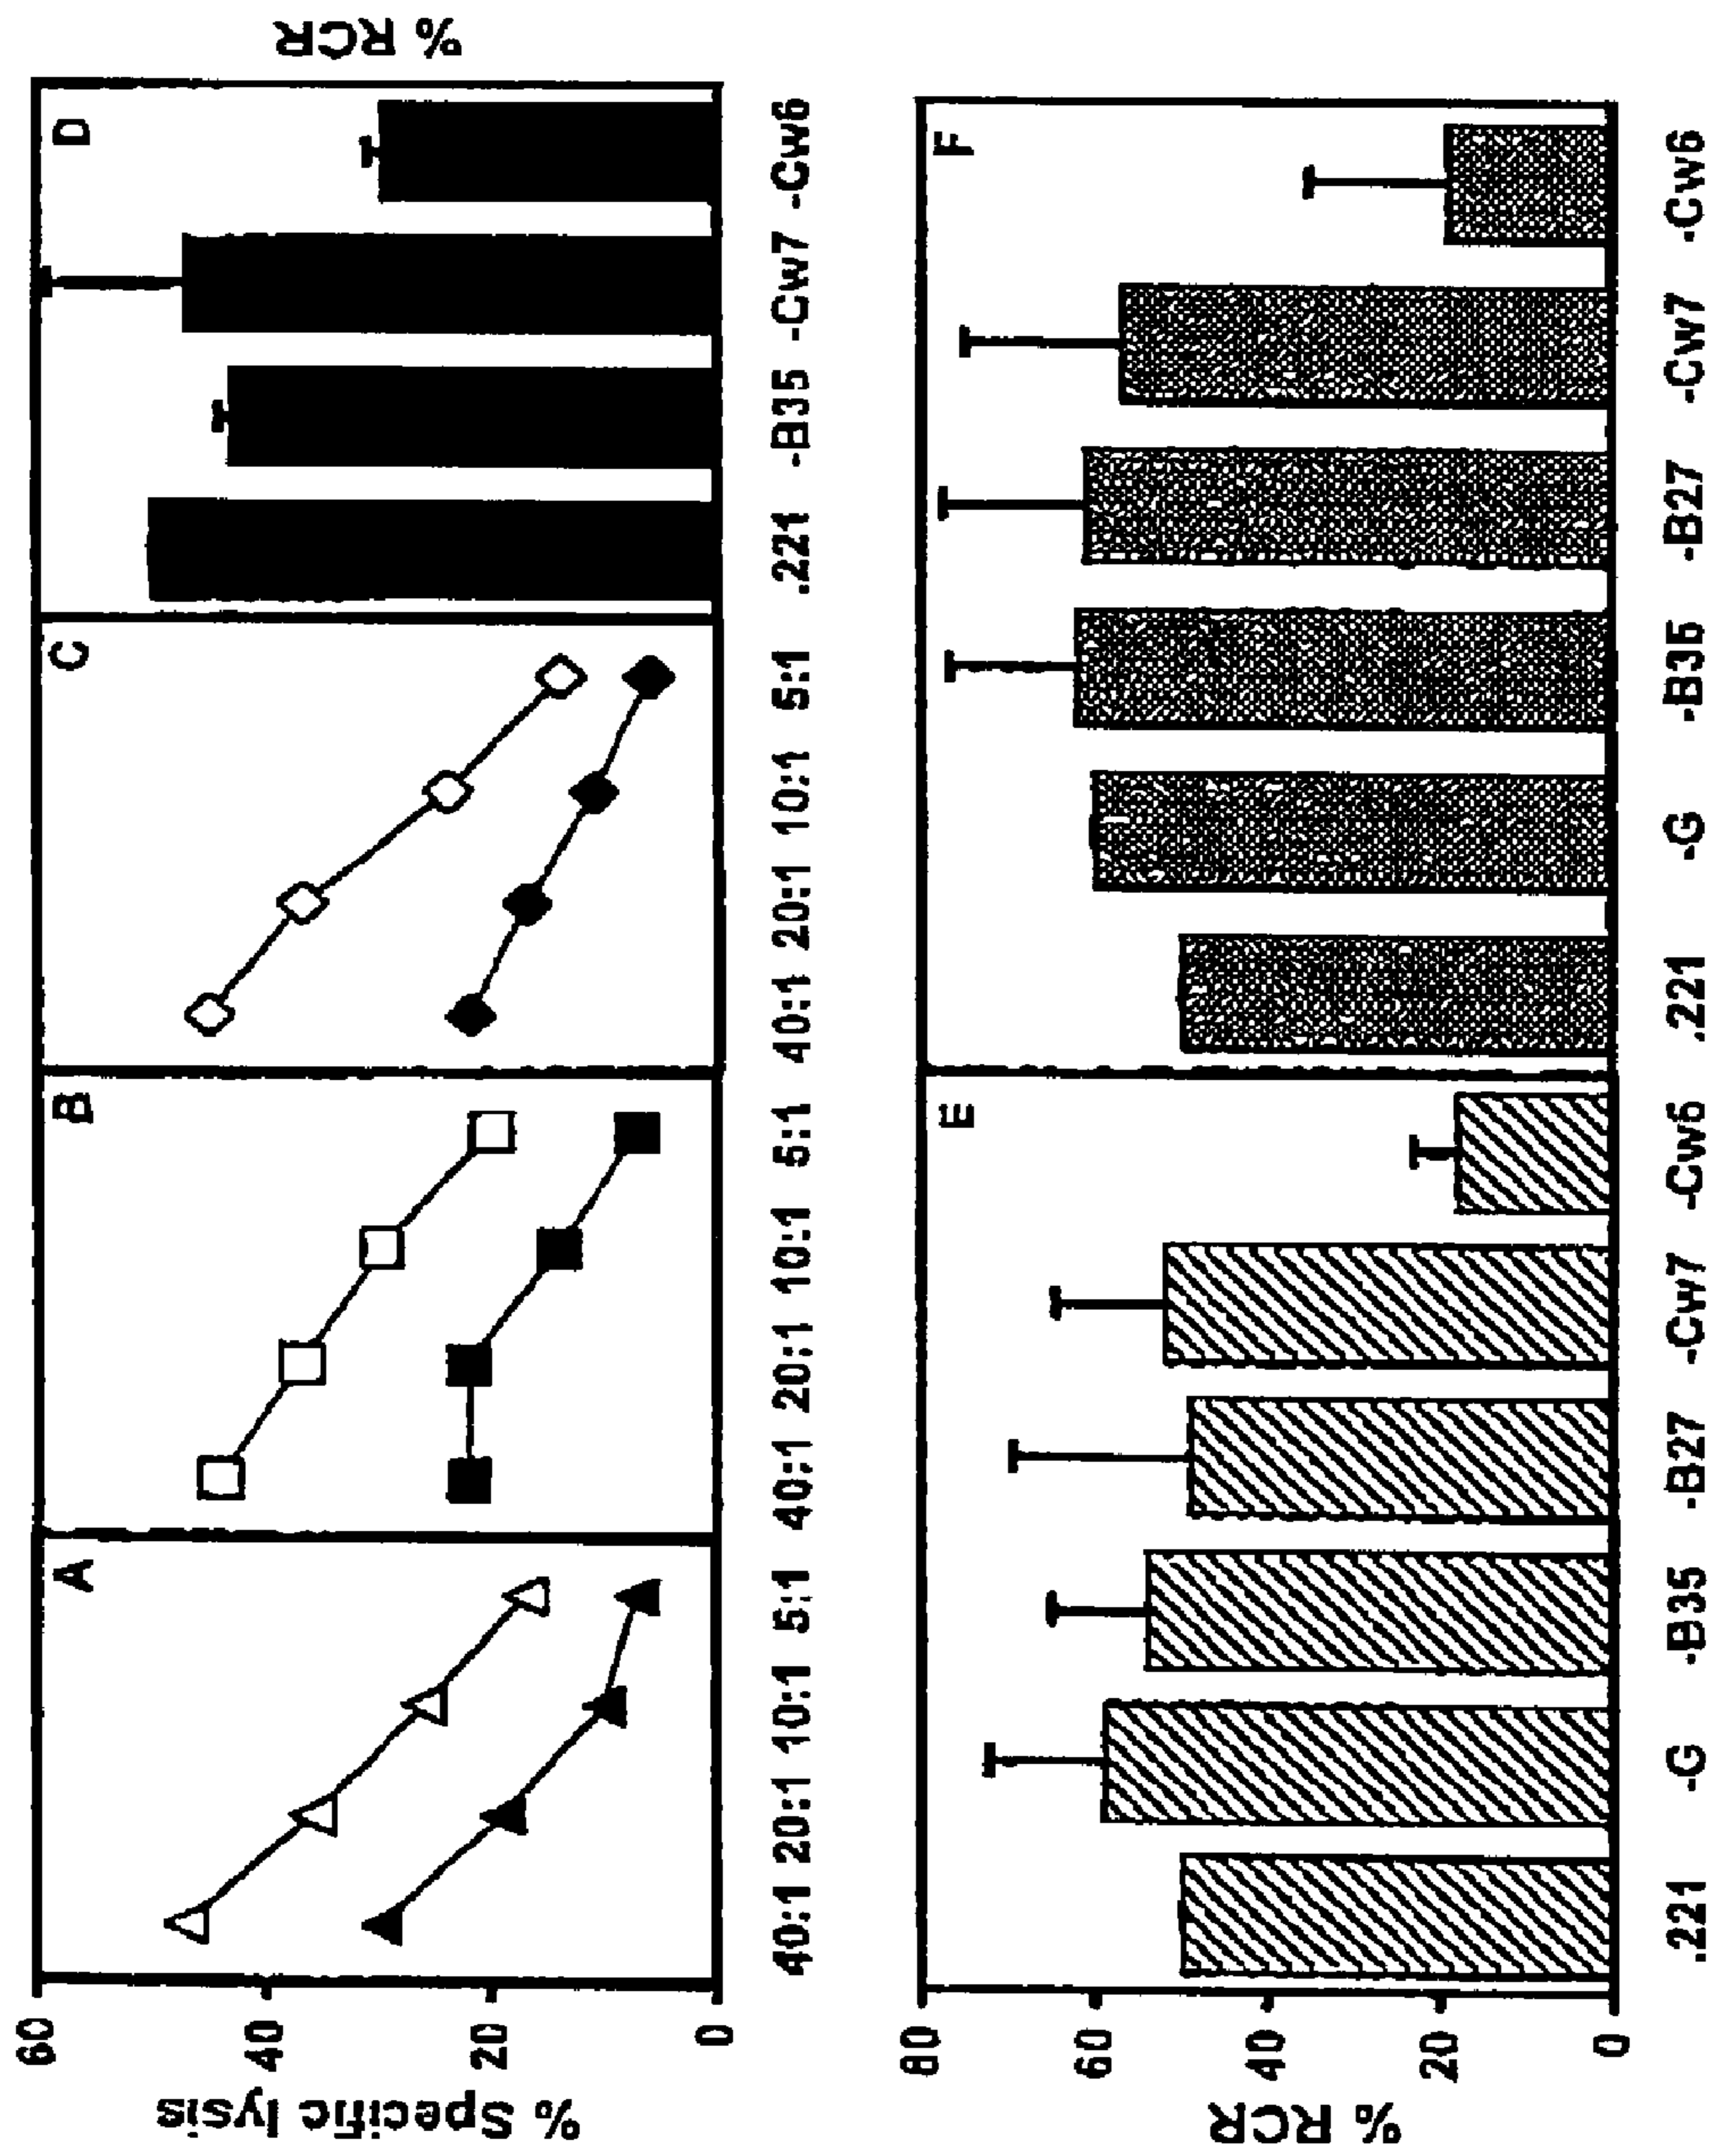 % Specific lysis
60
40
20
0
A
B
C
D
% RCR
40:1 20:1 10:1 5:1
40:1 20:1 10:1 5:1
40:1 20:1 10:1 5:1
.221 -B35 -Cw7 -Cw6
% RCR
80
60
40
20
0
E
F
.221 -G -B35 -B27 -Cw7 -Cw6
.221 -G -B35 -B27 -Cw7 -Cw6